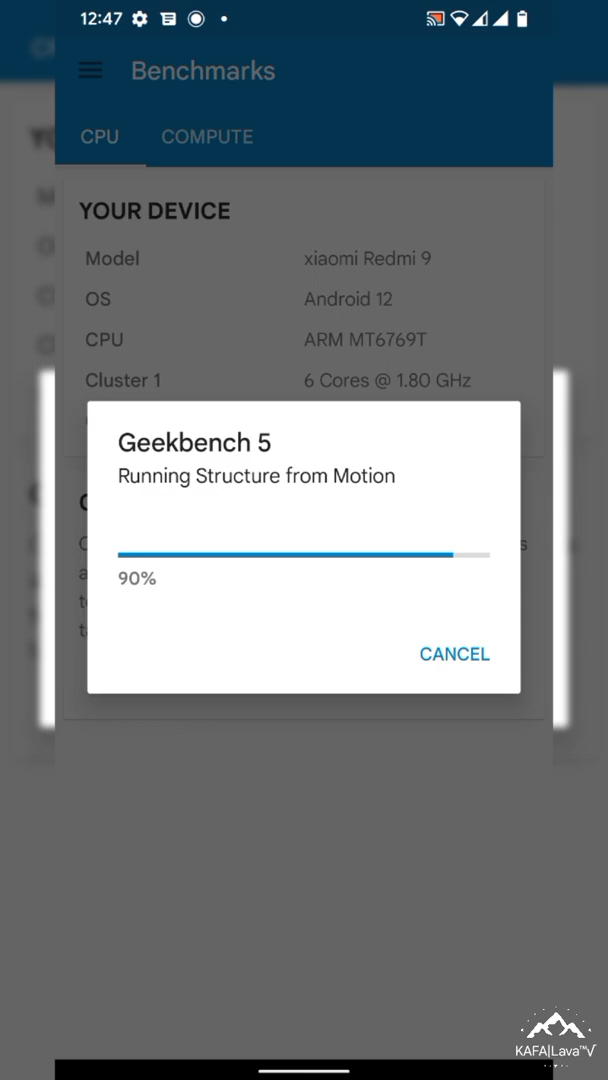 12:47
Benchmarks
CPU COMPUTE
YOUR DEVICE
Model xiaomi Redmi 9
OS Android 12
CPU ARM MT6769T
Cluster 1 6 Cores @ 1.80 GHz
Geekbench 5
Running Structure from Motion
90%
CANCEL
KAFA|Lava™√